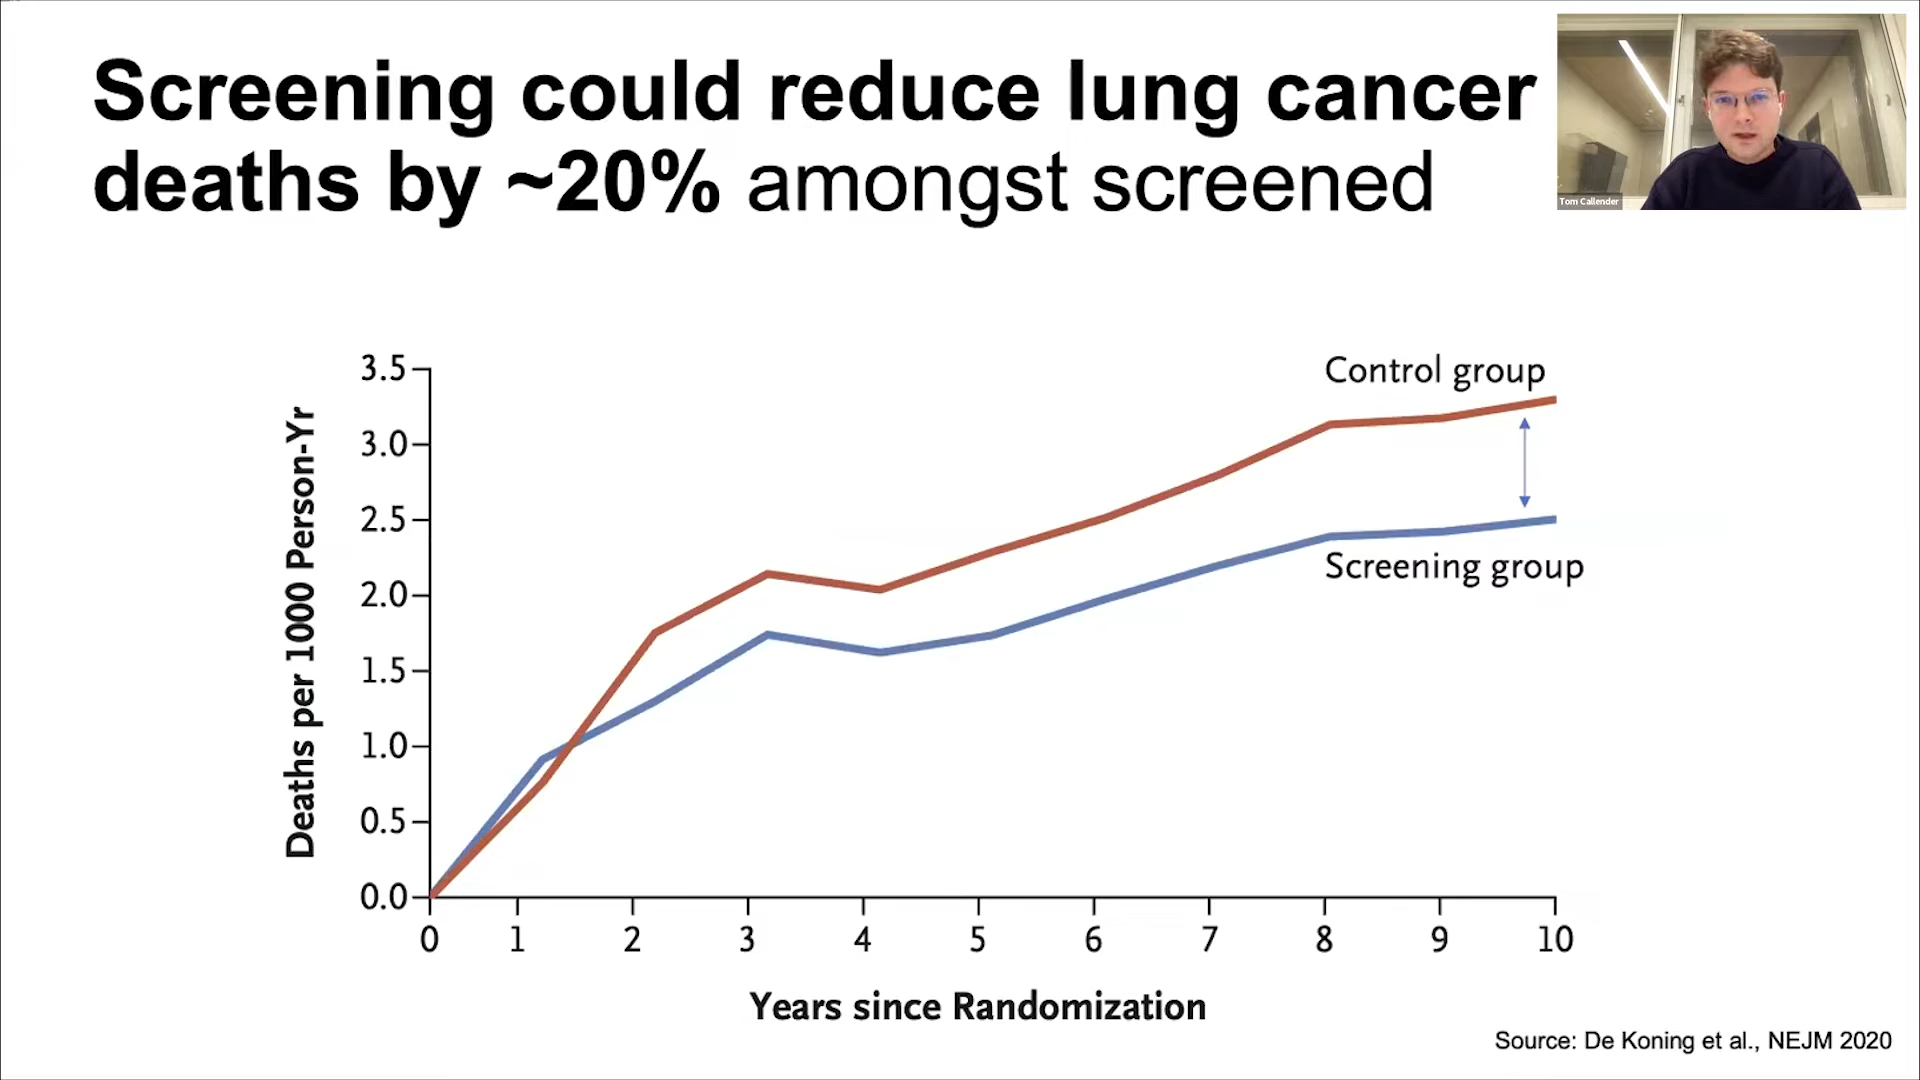 Screening could reduce lung cancer
deaths by ~20% amongst screened
Tom Callender
Control group
Screening group
Deaths per 1000 Person-Yr
3.5
3.0
2.5
2.0
1.5
1.0
0.5
0.0
0 1 2 3 4 5 6 7 8 9 10
Years since Randomization
Source: De Koning et al., NEJM 2020